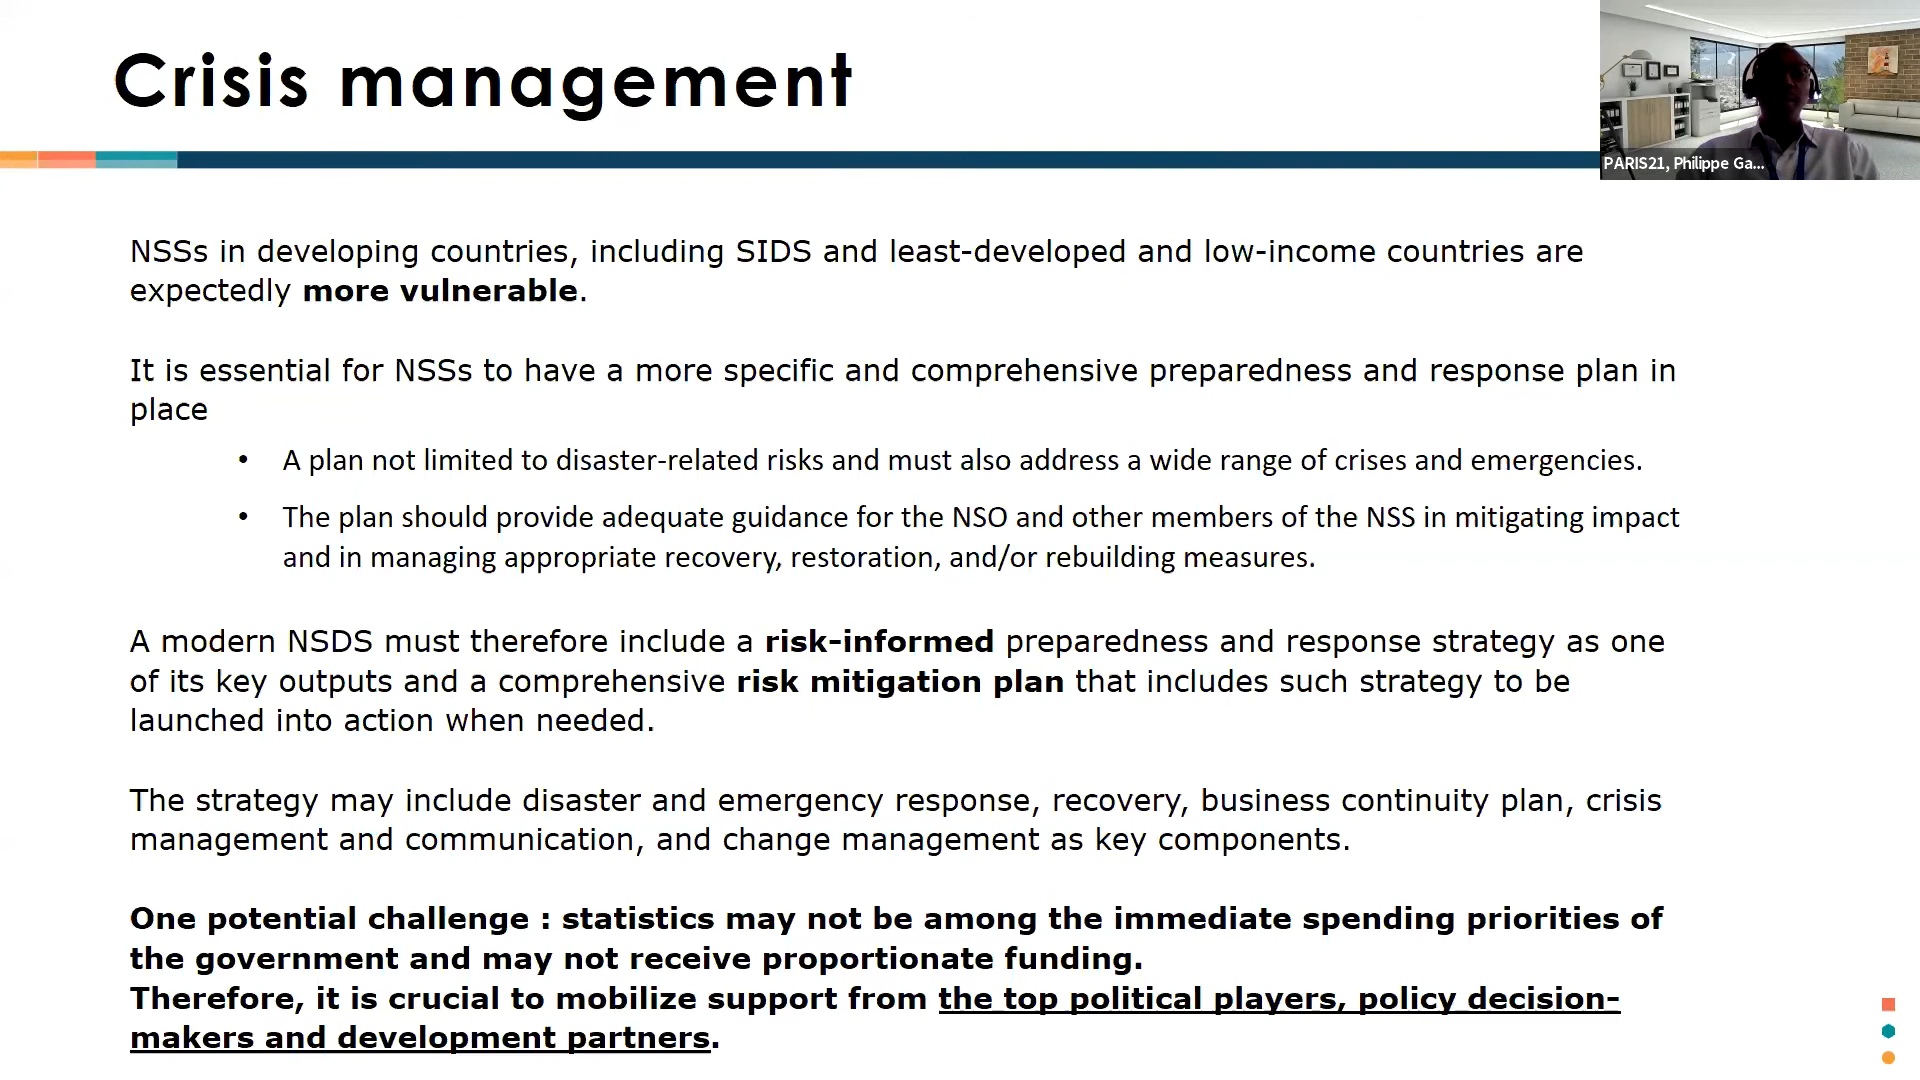 Crisis management
PARIS21, Philippe Ga...
NSSs in developing countries, including SIDS and least-developed and low-income countries are
expectedly more vulnerable.
It is essential for NSSs to have a more specific and comprehensive preparedness and response plan in
place
• A plan not limited to disaster-related risks and must also address a wide range of crises and emergencies.
• The plan should provide adequate guidance for the NSO and other members of the NSS in mitigating impact
and in managing appropriate recovery, restoration, and/or rebuilding measures.
A modern NSDS must therefore include a risk-informed preparedness and response strategy as one
of its key outputs and a comprehensive risk mitigation plan that includes such strategy to be
launched into action when needed.
The strategy may include disaster and emergency response, recovery, business continuity plan, crisis
management and communication, and change management as key components.
One potential challenge : statistics may not be among the immediate spending priorities of
the government and may not receive proportionate funding.
Therefore, it is crucial to mobilize support from the top political players, policy decision-
makers and development partners.